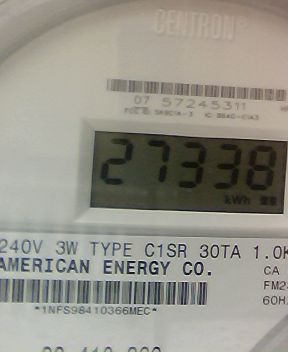 CENTRON®
07 57245311
27338
kWh
240V 3W TYPE C1SR 30TA 1.0K
AMERICAN ENERGY CO.
CA
FM2
60H
*1NFS98410366MEC*